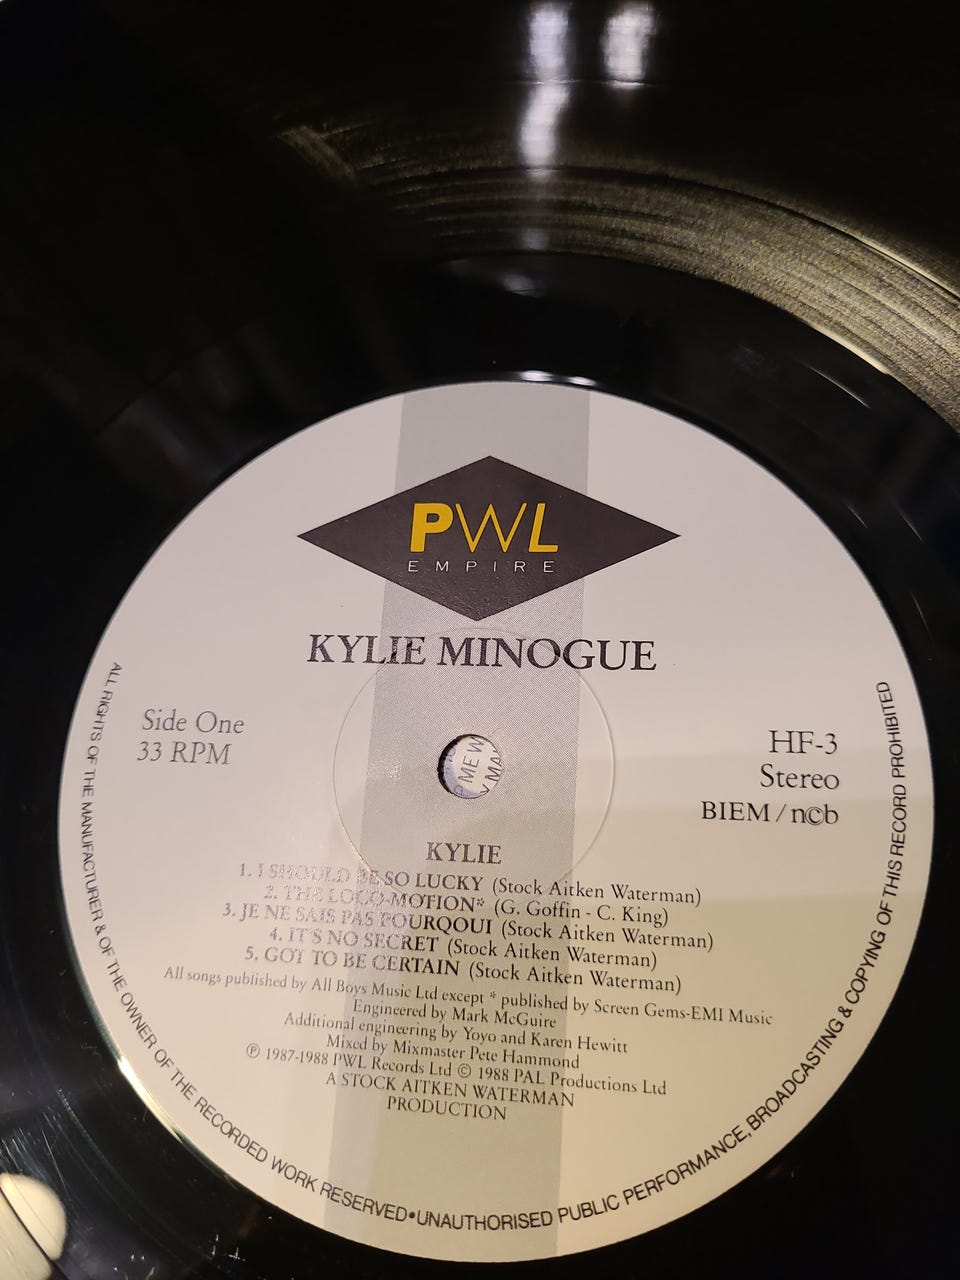 PWL
EMPIRE
KYLIE MINOGUE
Side One
33 RPM
HF-3
Stereo
BIEM/n©b
KYLIE
1. I SHOULD BE SO LUCKY (Stock Aitken Waterman)
2. THE LOCO-MOTION* (G. Goffin - C. King)
3. JE NE SAIS PAS POURQOUI (Stock Aitken Waterman)
4. IT'S NO SECRET (Stock Aitken Waterman)
5. GOT TO BE CERTAIN (Stock Aitken Waterman)
All songs published by All Boys Music Ltd except * published by Screen Gems-EMI Music
Engineered by Mark McGuire
Additional engineering by Yoyo and Karen Hewitt
Mixed by Mixmaster Pete Hammond
℗ 1987-1988 PWL Records Ltd © 1988 PAL Productions Ltd
A STOCK AITKEN WATERMAN
PRODUCTION
ALL RIGHTS OF THE MANUFACTURER & OF THE OWNER OF THE RECORDED WORK RESERVED•UNAUTHORISED PUBLIC PERFORMANCE, BROADCASTING & COPYING OF THIS RECORD PROHIBITED